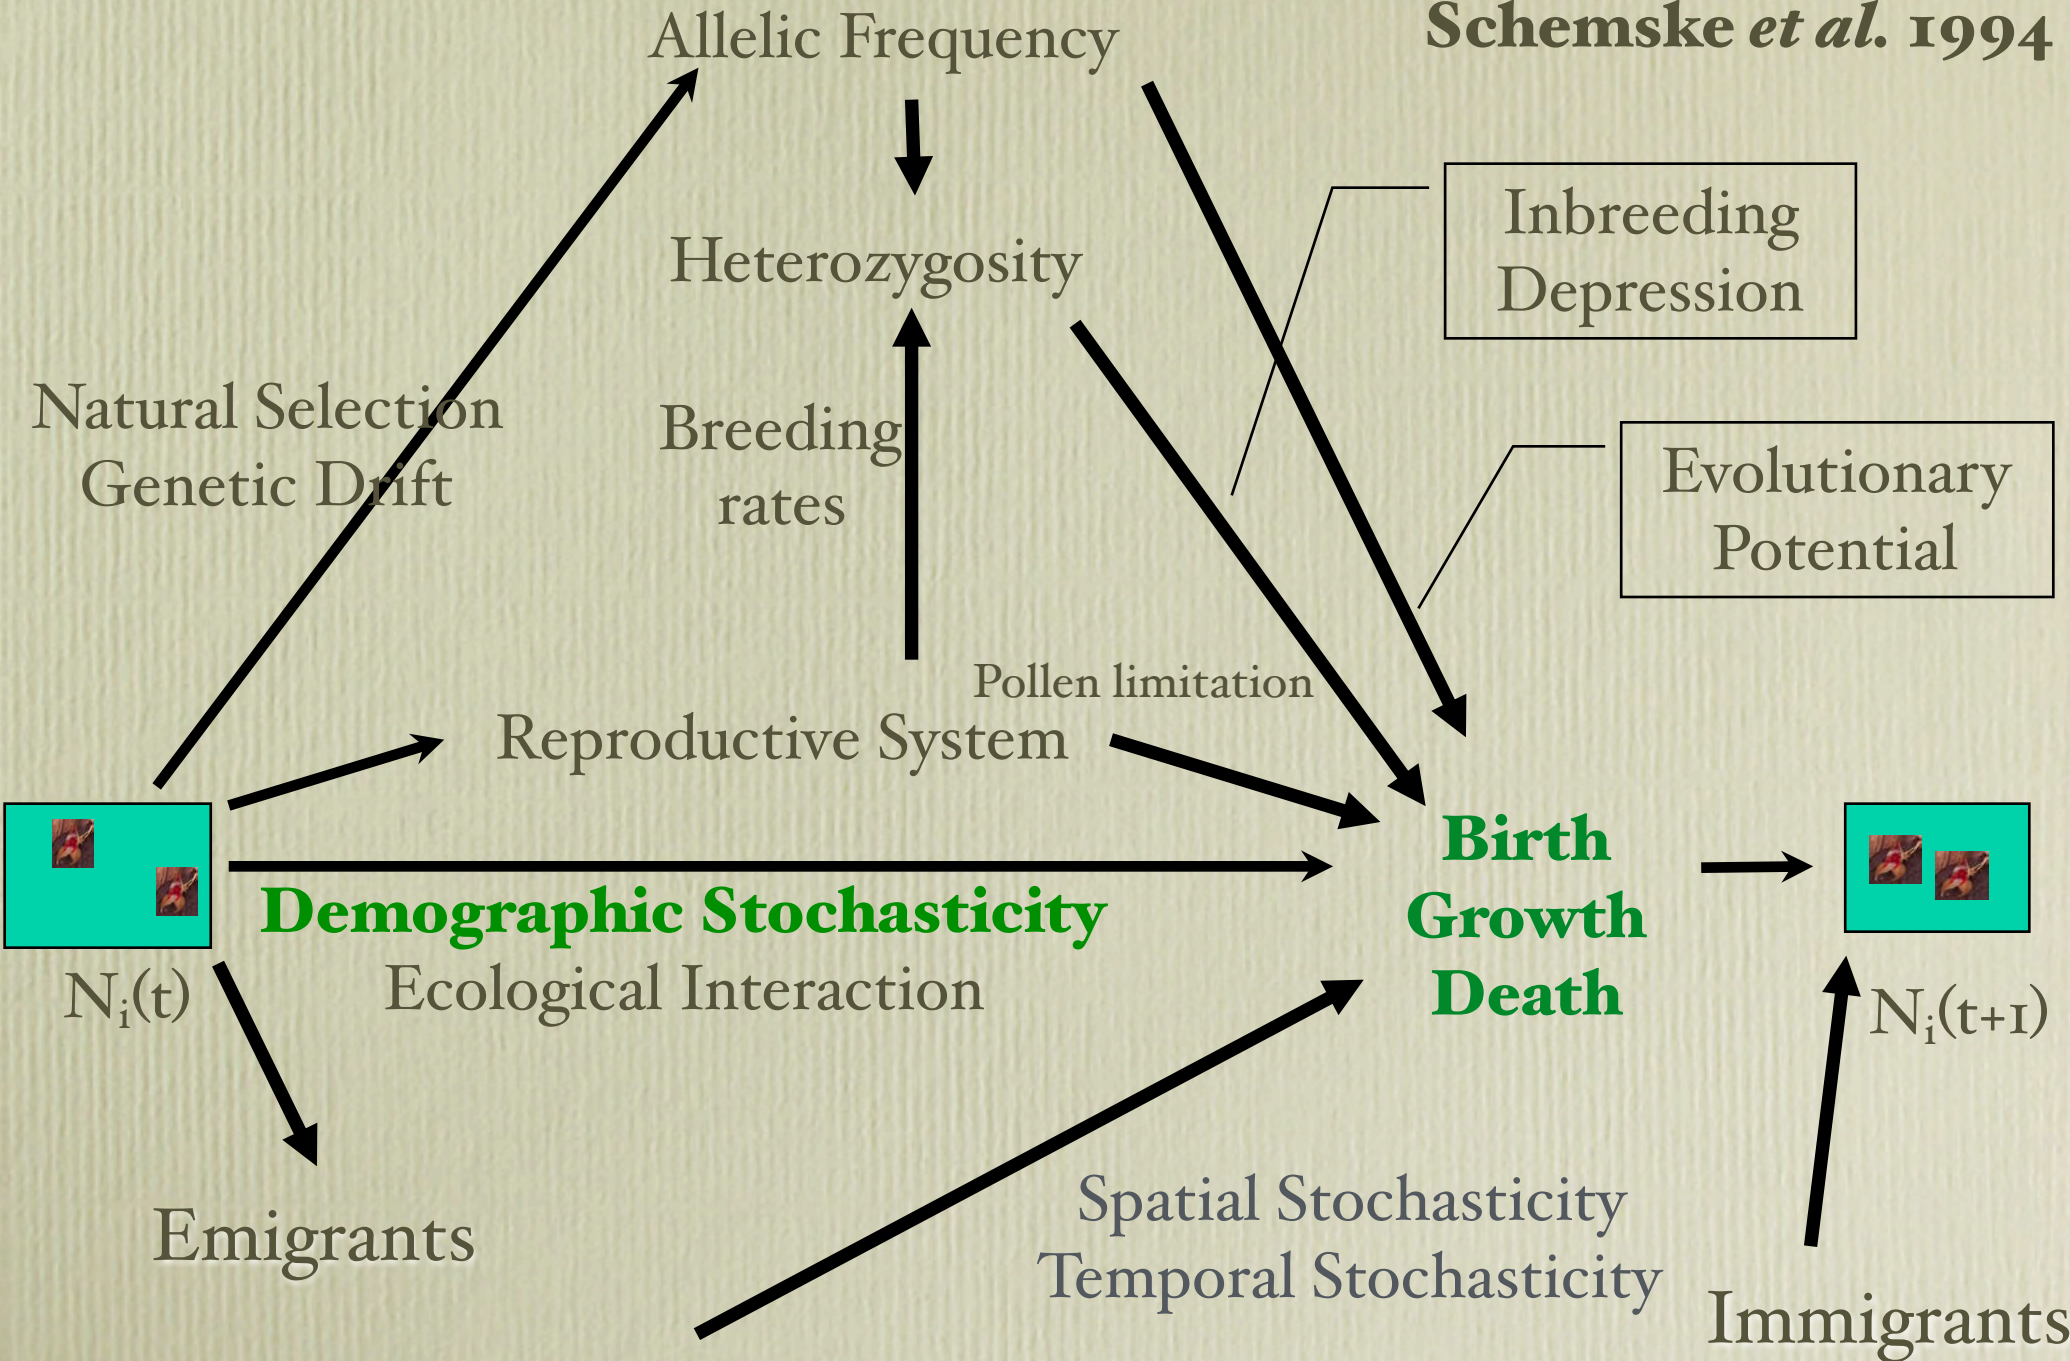 Allelic Frequency
Schemske et al. 1994
Inbreeding
Depression
Heterozygosity
Natural Selection
Genetic Drift
Breeding
rates
Evolutionary
Potential
Pollen limitation
Reproductive System
Birth
Growth
Death
Demographic Stochasticity
Ecological Interaction
Nᵢ(t)
Nᵢ(t+1)
Emigrants
Spatial Stochasticity
Temporal Stochasticity
Immigrants